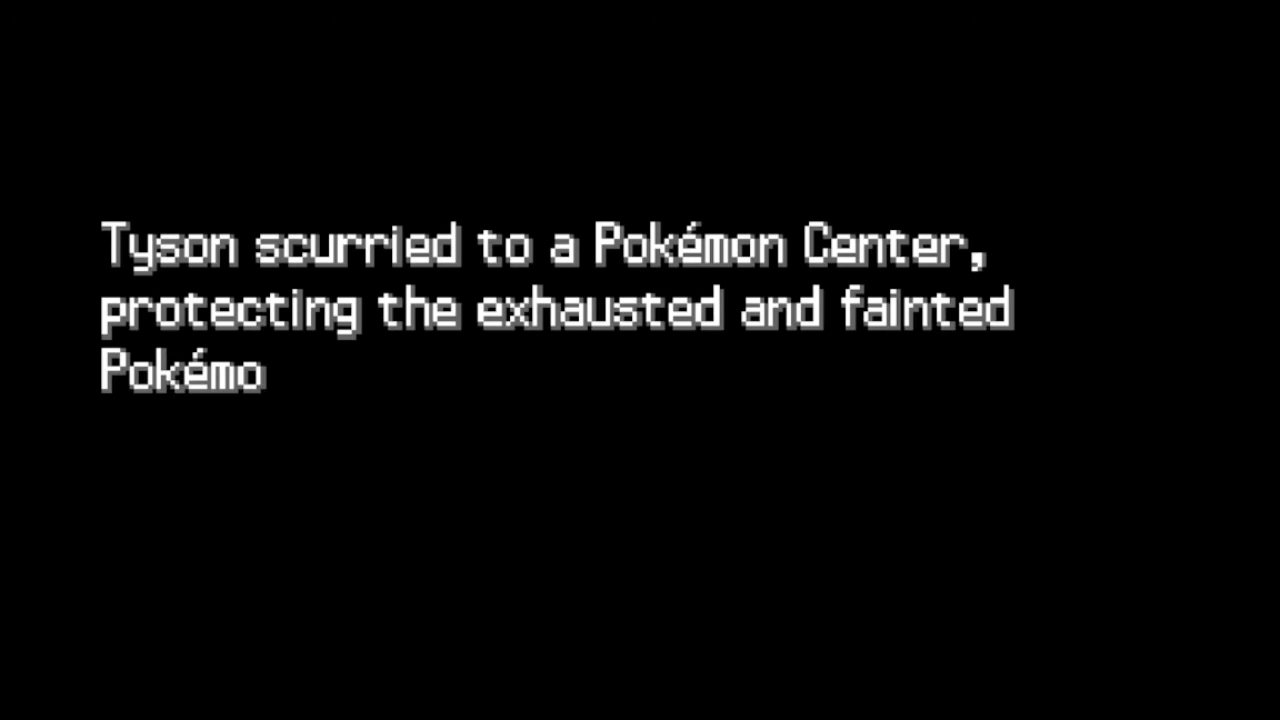 Tyson scurried to a Pokémon Center,
protecting the exhausted and fainted
Pokémo